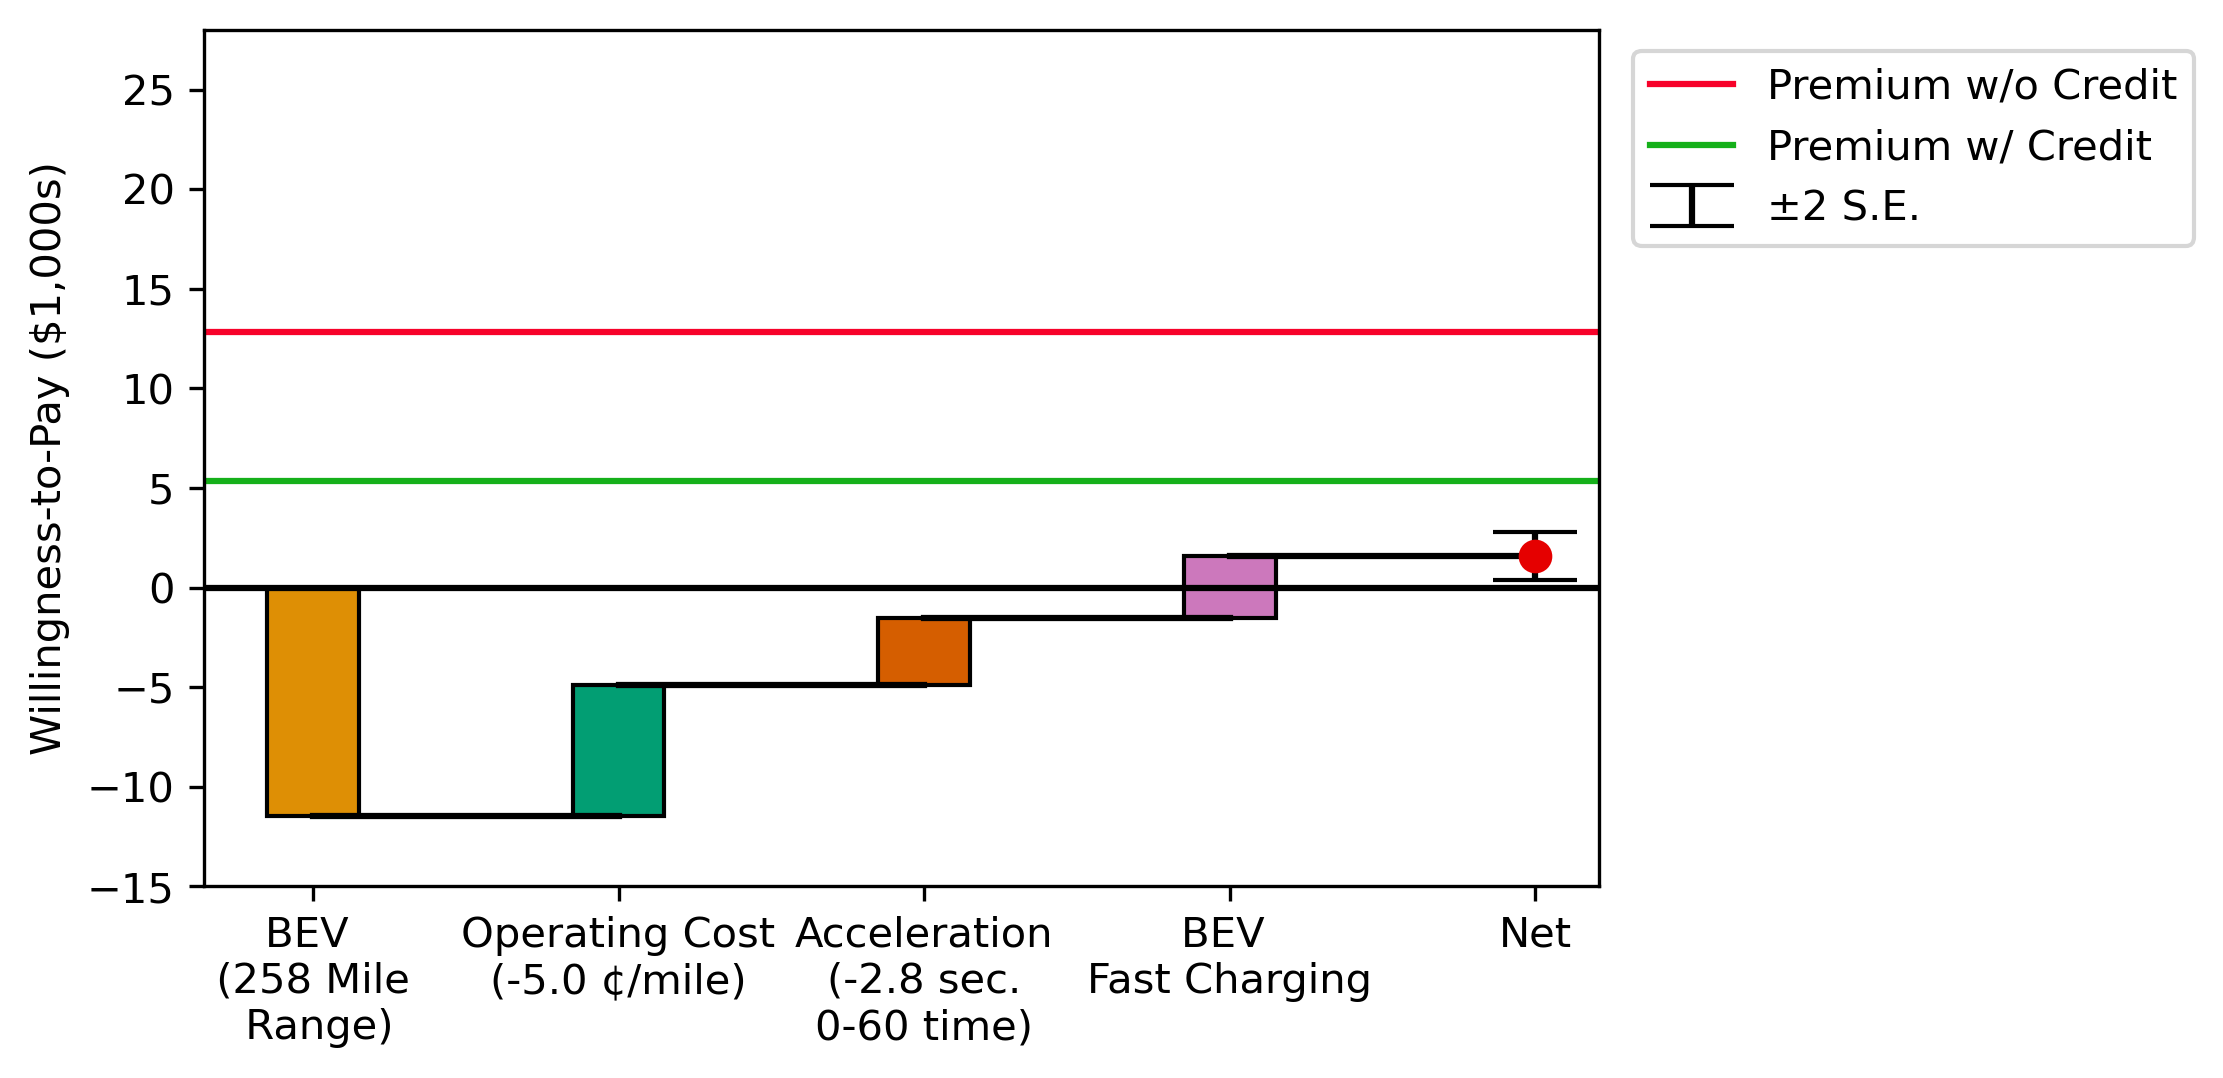 Willingness-to-Pay ($1,000s)
25
20
15
10
5
0
−5
−10
−15
BEV
(258 Mile
Range)
Operating Cost
(-5.0 ¢/mile)
Acceleration
(-2.8 sec.
0-60 time)
BEV
Fast Charging
Net
Premium w/o Credit
Premium w/ Credit
±2 S.E.